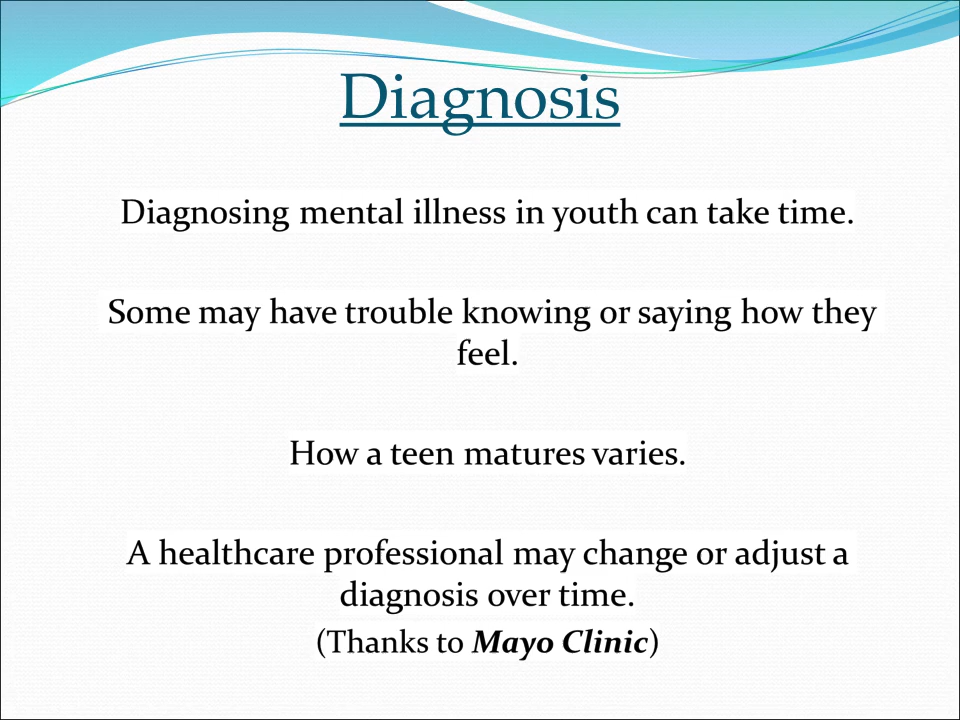 Diagnosis
Diagnosing mental illness in youth can take time.
Some may have trouble knowing or saying how they
feel.
How a teen matures varies.
A healthcare professional may change or adjust a
diagnosis over time.
(Thanks to Mayo Clinic)